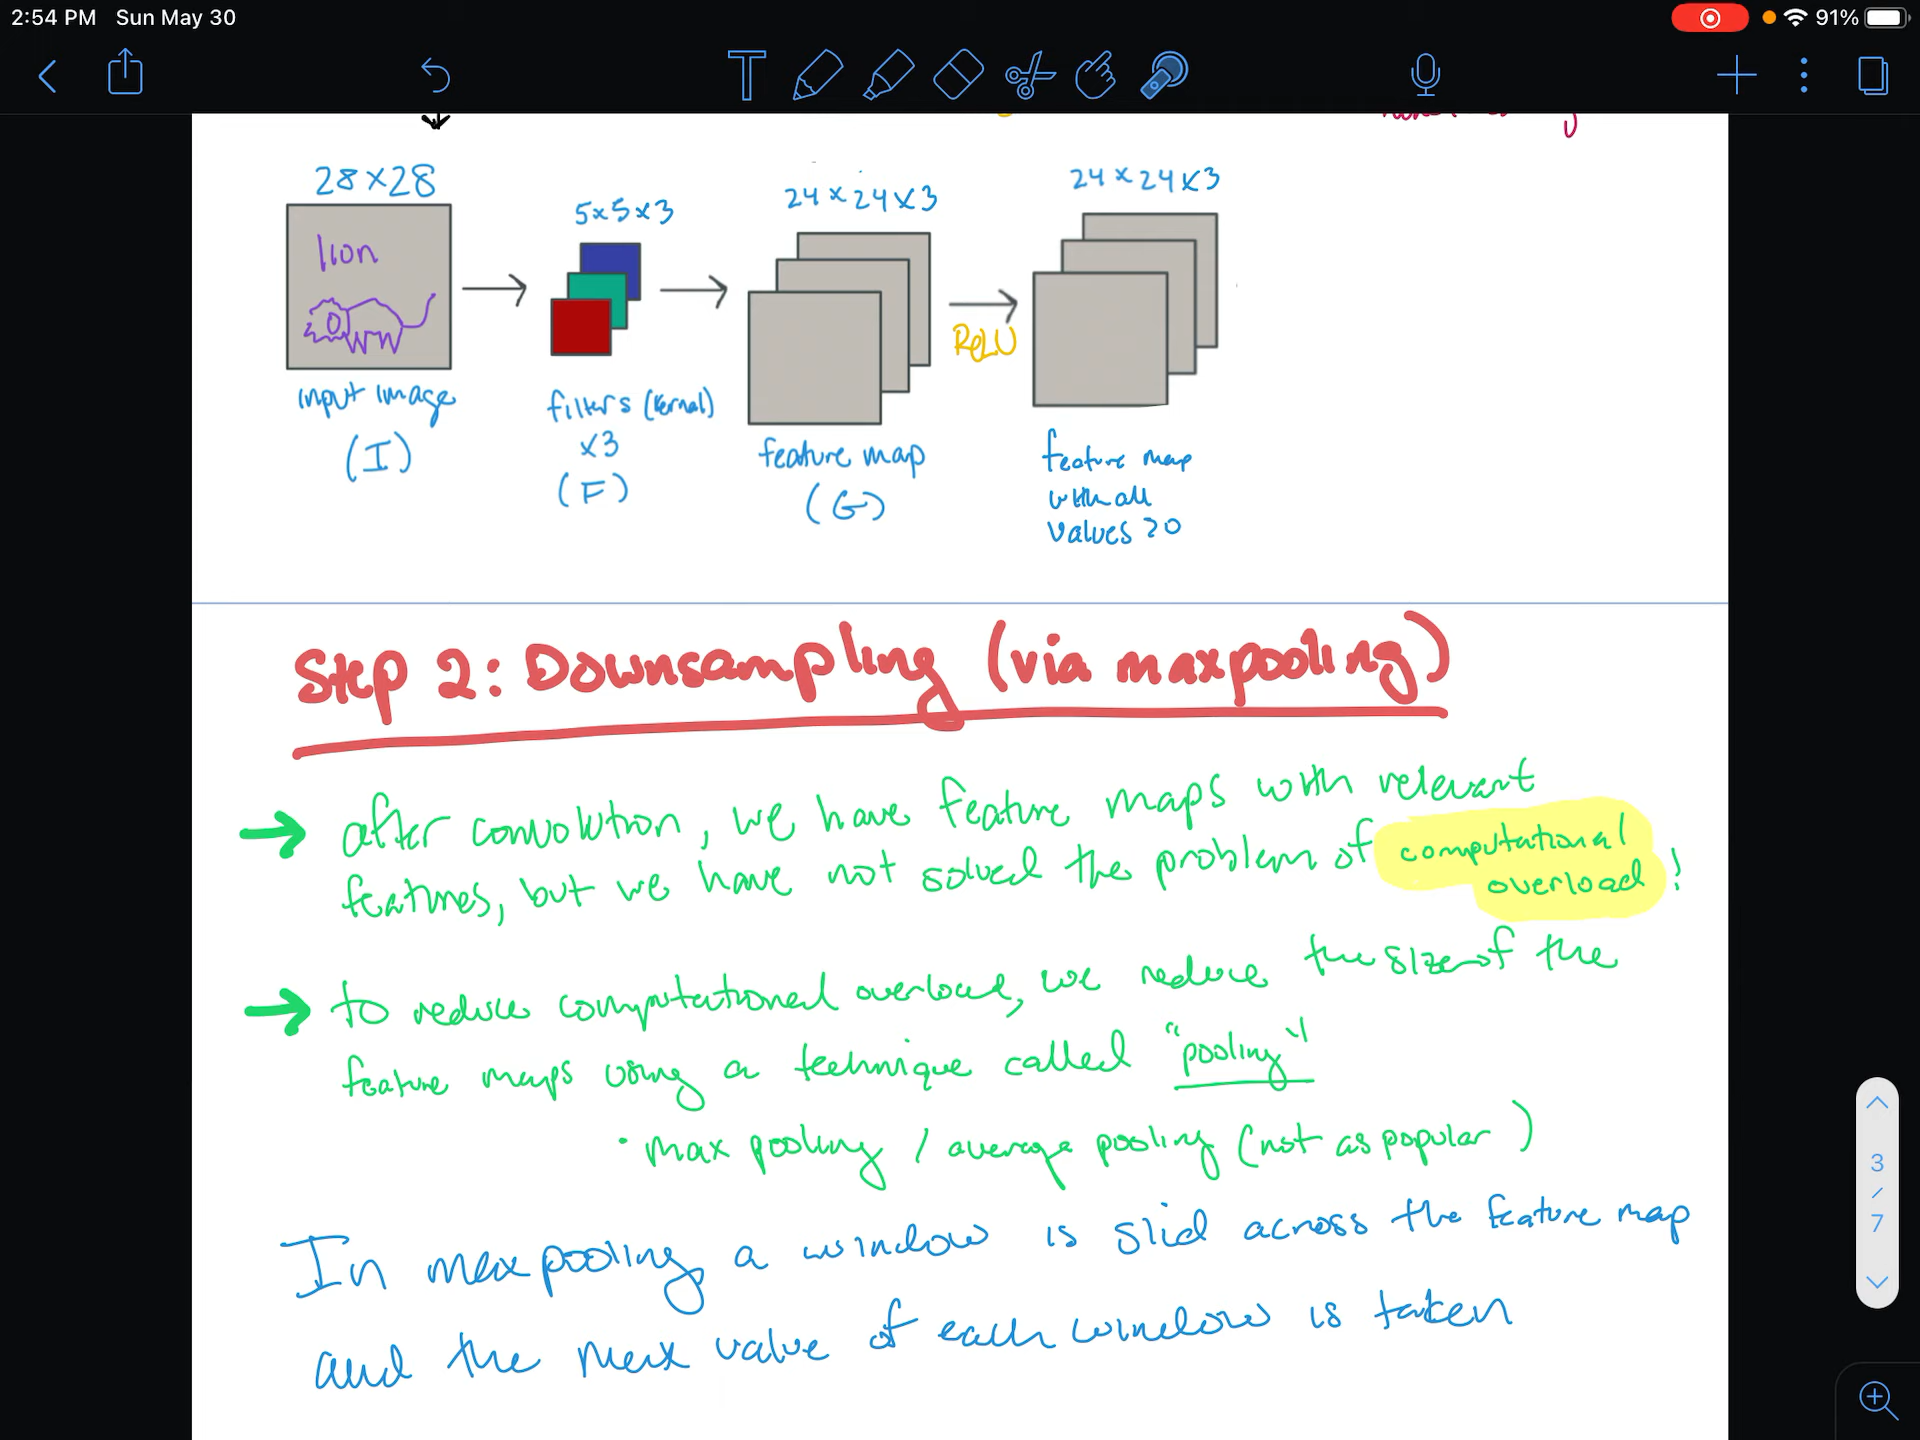 2:54 PM Sun May 30
91%
28×28
5×5×3
24×24×3
24×24×3
lion
ReLU
input image
(I)
filters (kernal)
×3
(F)
feature map
(G)
feature map
with all
values ≥0
Step 2: Downsampling (via maxpooling)
→ after convolution, we have feature maps with relevant
features, but we have not solved the problem of computational
overload!
→ to reduce computational overload, we reduce the size of the
feature maps using a technique called "pooling"
· max pooling / average pooling (not as popular)
In maxpooling a window is slid across the feature map
and the max value of each window is taken
3
/
7